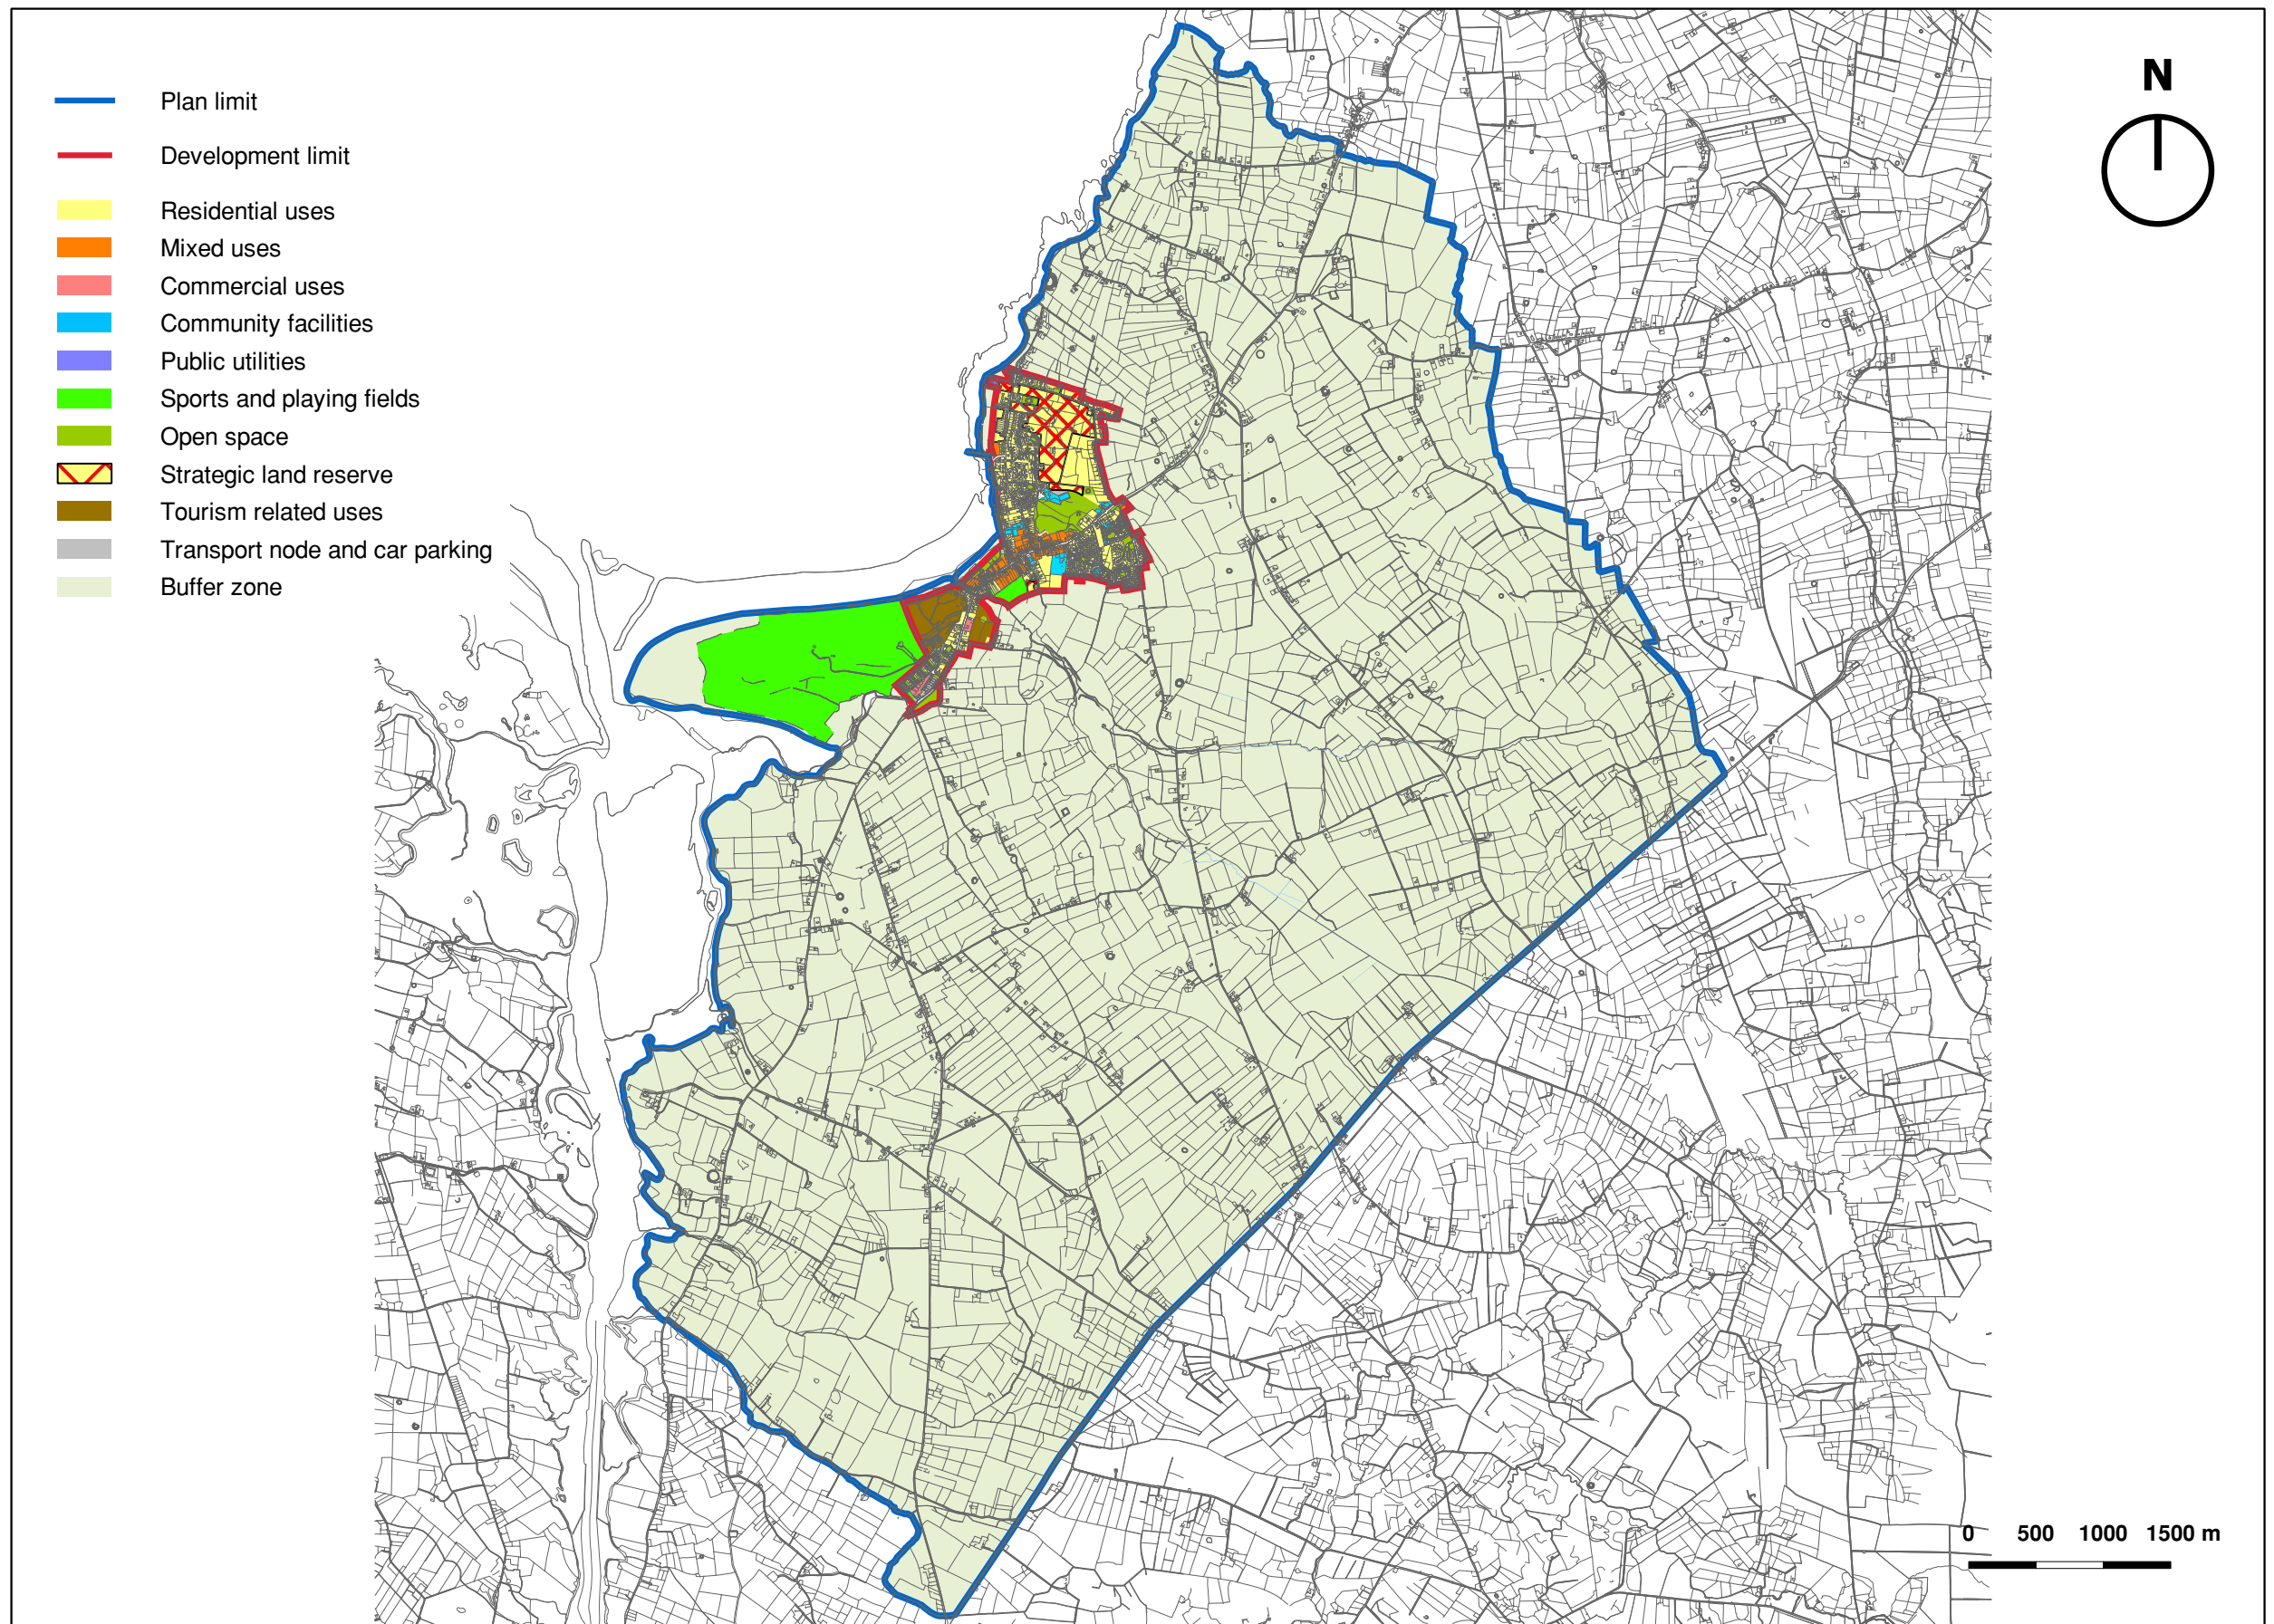 Plan limit
Development limit
Residential uses
Mixed uses
Commercial uses
Community facilities
Public utilities
Sports and playing fields
Open space
Strategic land reserve
Tourism related uses
Transport node and car parking
Buffer zone
N
0 500 1000 1500 m